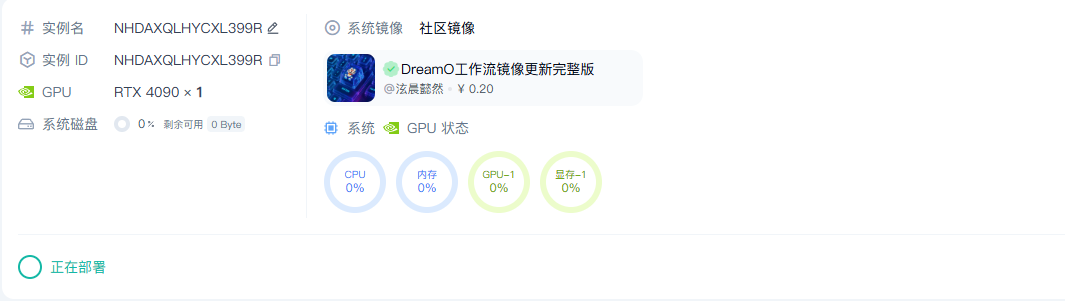 实例名 NHDAXQLHYCXL399R
实例 ID NHDAXQLHYCXL399R
GPU RTX 4090 × 1
系统磁盘 0% 剩余可用 0 Byte
系统镜像 社区镜像
DreamO工作流镜像更新完整版
@泫晨懿然 ¥ 0.20
系统 GPU 状态
CPU 0%
内存 0%
GPU-1 0%
显存-1 0%
正在部署